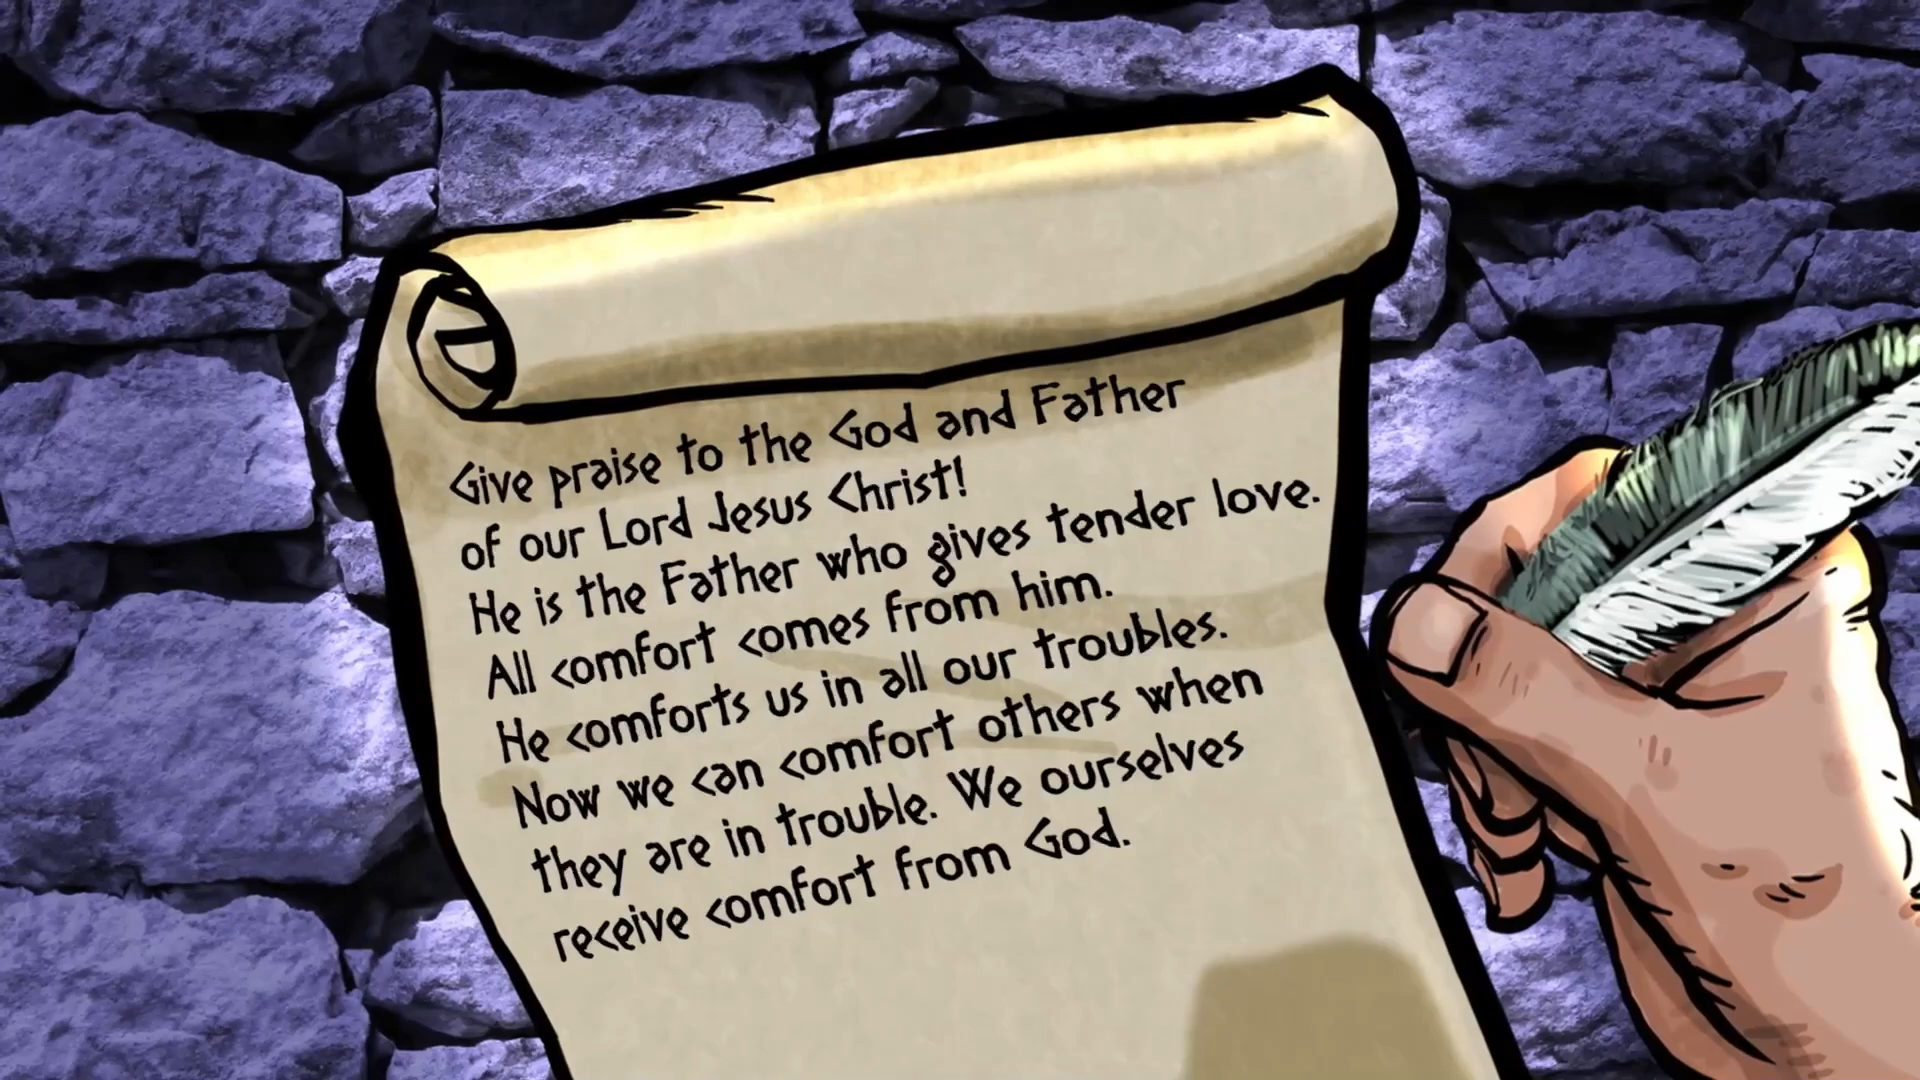 Give praise to the God and Father
of our Lord Jesus Christ!
He is the Father who gives tender love.
All comfort comes from him.
He comforts us in all our troubles.
Now we can comfort others when
they are in trouble. We ourselves
receive comfort from God.